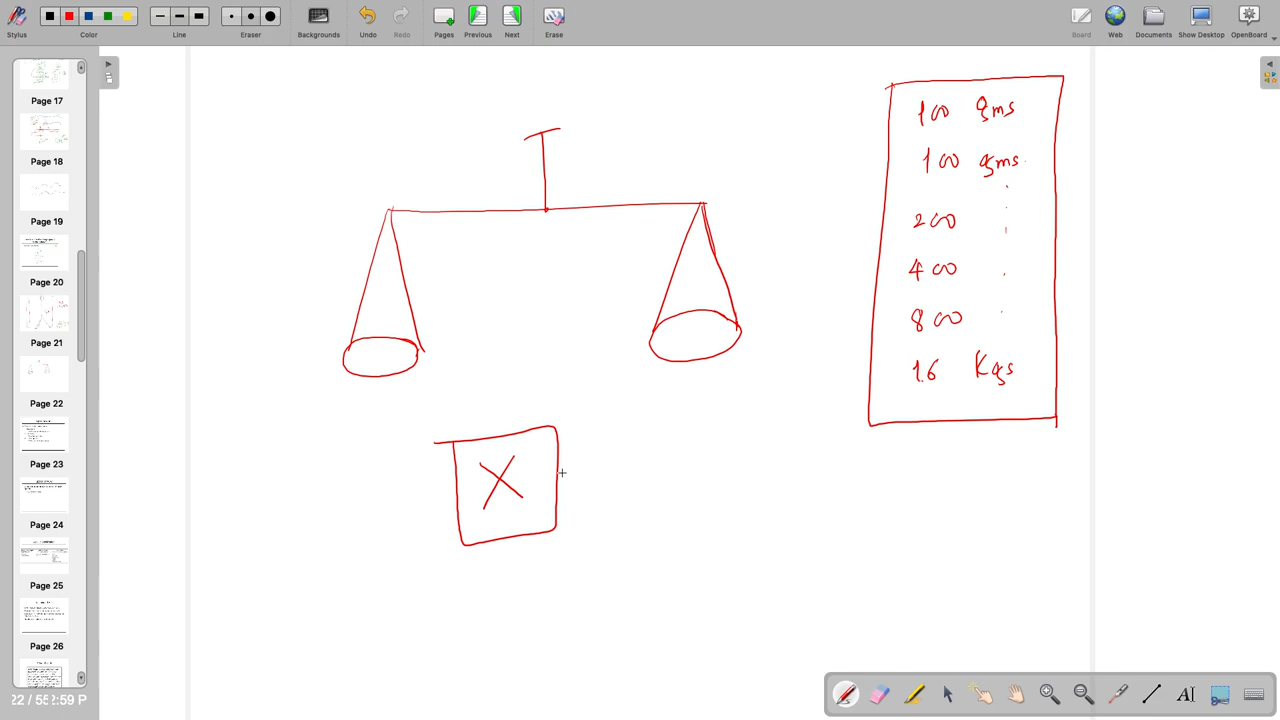 Stylus
Color
Line
Eraser
Backgrounds
Undo
Redo
Pages
Previous
Next
Erase
Board
Web
Documents
Show Desktop
OpenBoard
Page 17
Page 18
Page 19
Page 20
Page 21
Page 22
Page 23
Page 24
Page 25
Page 26
100 gms
100 gms
200
400
800
1.6 Kgs
X